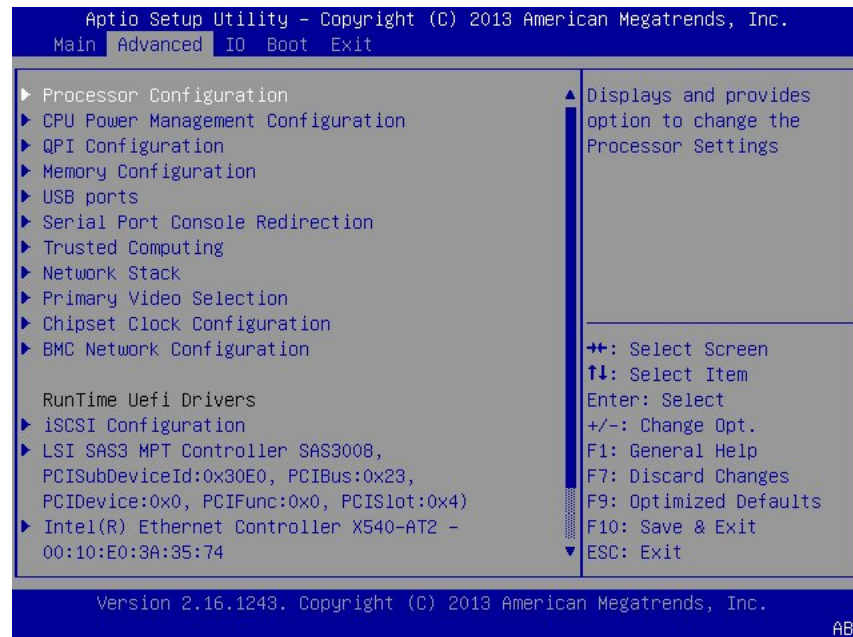 Aptio Setup Utility – Copyright (C) 2013 American Megatrends, Inc.
Main Advanced IO Boot Exit
Processor Configuration
CPU Power Management Configuration
QPI Configuration
Memory Configuration
USB ports
Serial Port Console Redirection
Trusted Computing
Network Stack
Primary Video Selection
Chipset Clock Configuration
BMC Network Configuration
RunTime Uefi Drivers
iSCSI Configuration
LSI SAS3 MPT Controller SAS3008,
PCISubDeviceId:0x30E0, PCIBus:0x23,
PCIDevice:0x0, PCIFunc:0x0, PCISlot:0x4)
Intel(R) Ethernet Controller X540-AT2 –
00:10:E0:3A:35:74
Displays and provides
option to change the
Processor Settings
→←: Select Screen
↑↓: Select Item
Enter: Select
+/-: Change Opt.
F1: General Help
F7: Discard Changes
F9: Optimized Defaults
F10: Save & Exit
ESC: Exit
Version 2.16.1243. Copyright (C) 2013 American Megatrends, Inc.
AB